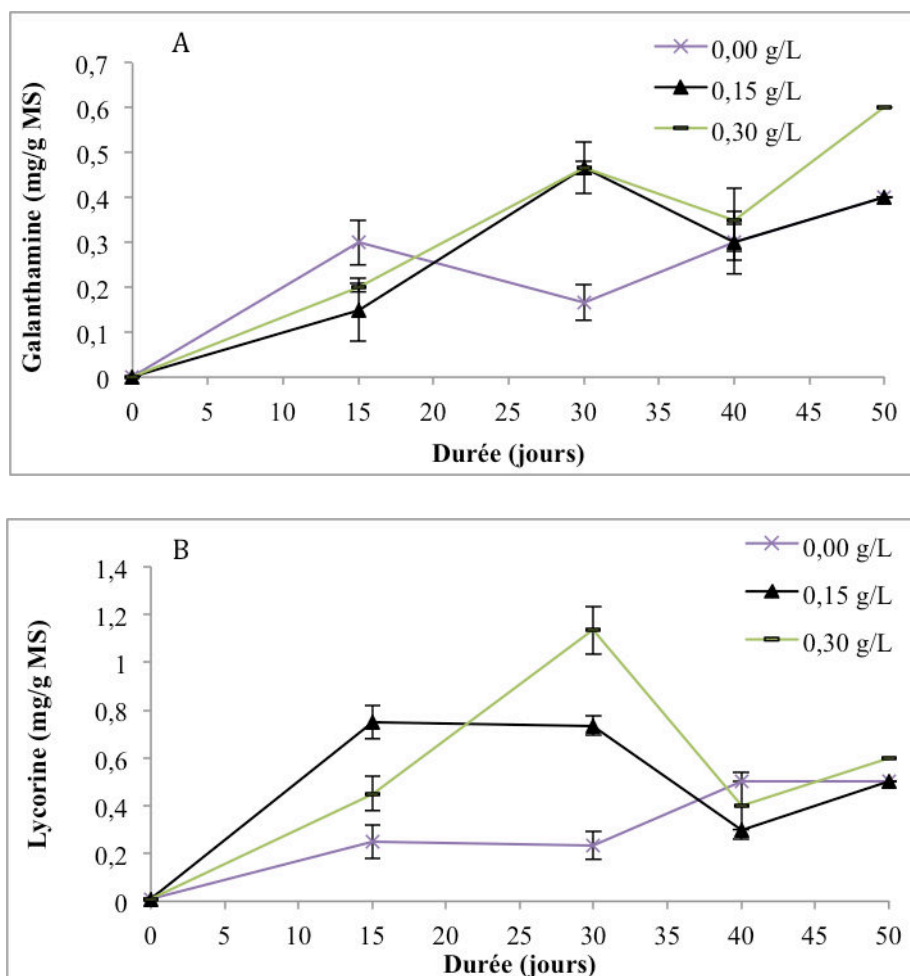 A
0,00 g/L
0,15 g/L
0,30 g/L
Galanthamine (mg/g MS)
0,7
0,6
0,5
0,4
0,3
0,2
0,1
0
0 5 10 15 20 25 30 35 40 45 50
Durée (jours)
B
0,00 g/L
0,15 g/L
0,30 g/L
Lycorine (mg/g MS)
1,4
1,2
1
0,8
0,6
0,4
0,2
0
0 5 10 15 20 25 30 35 40 45 50
Durée (jours)